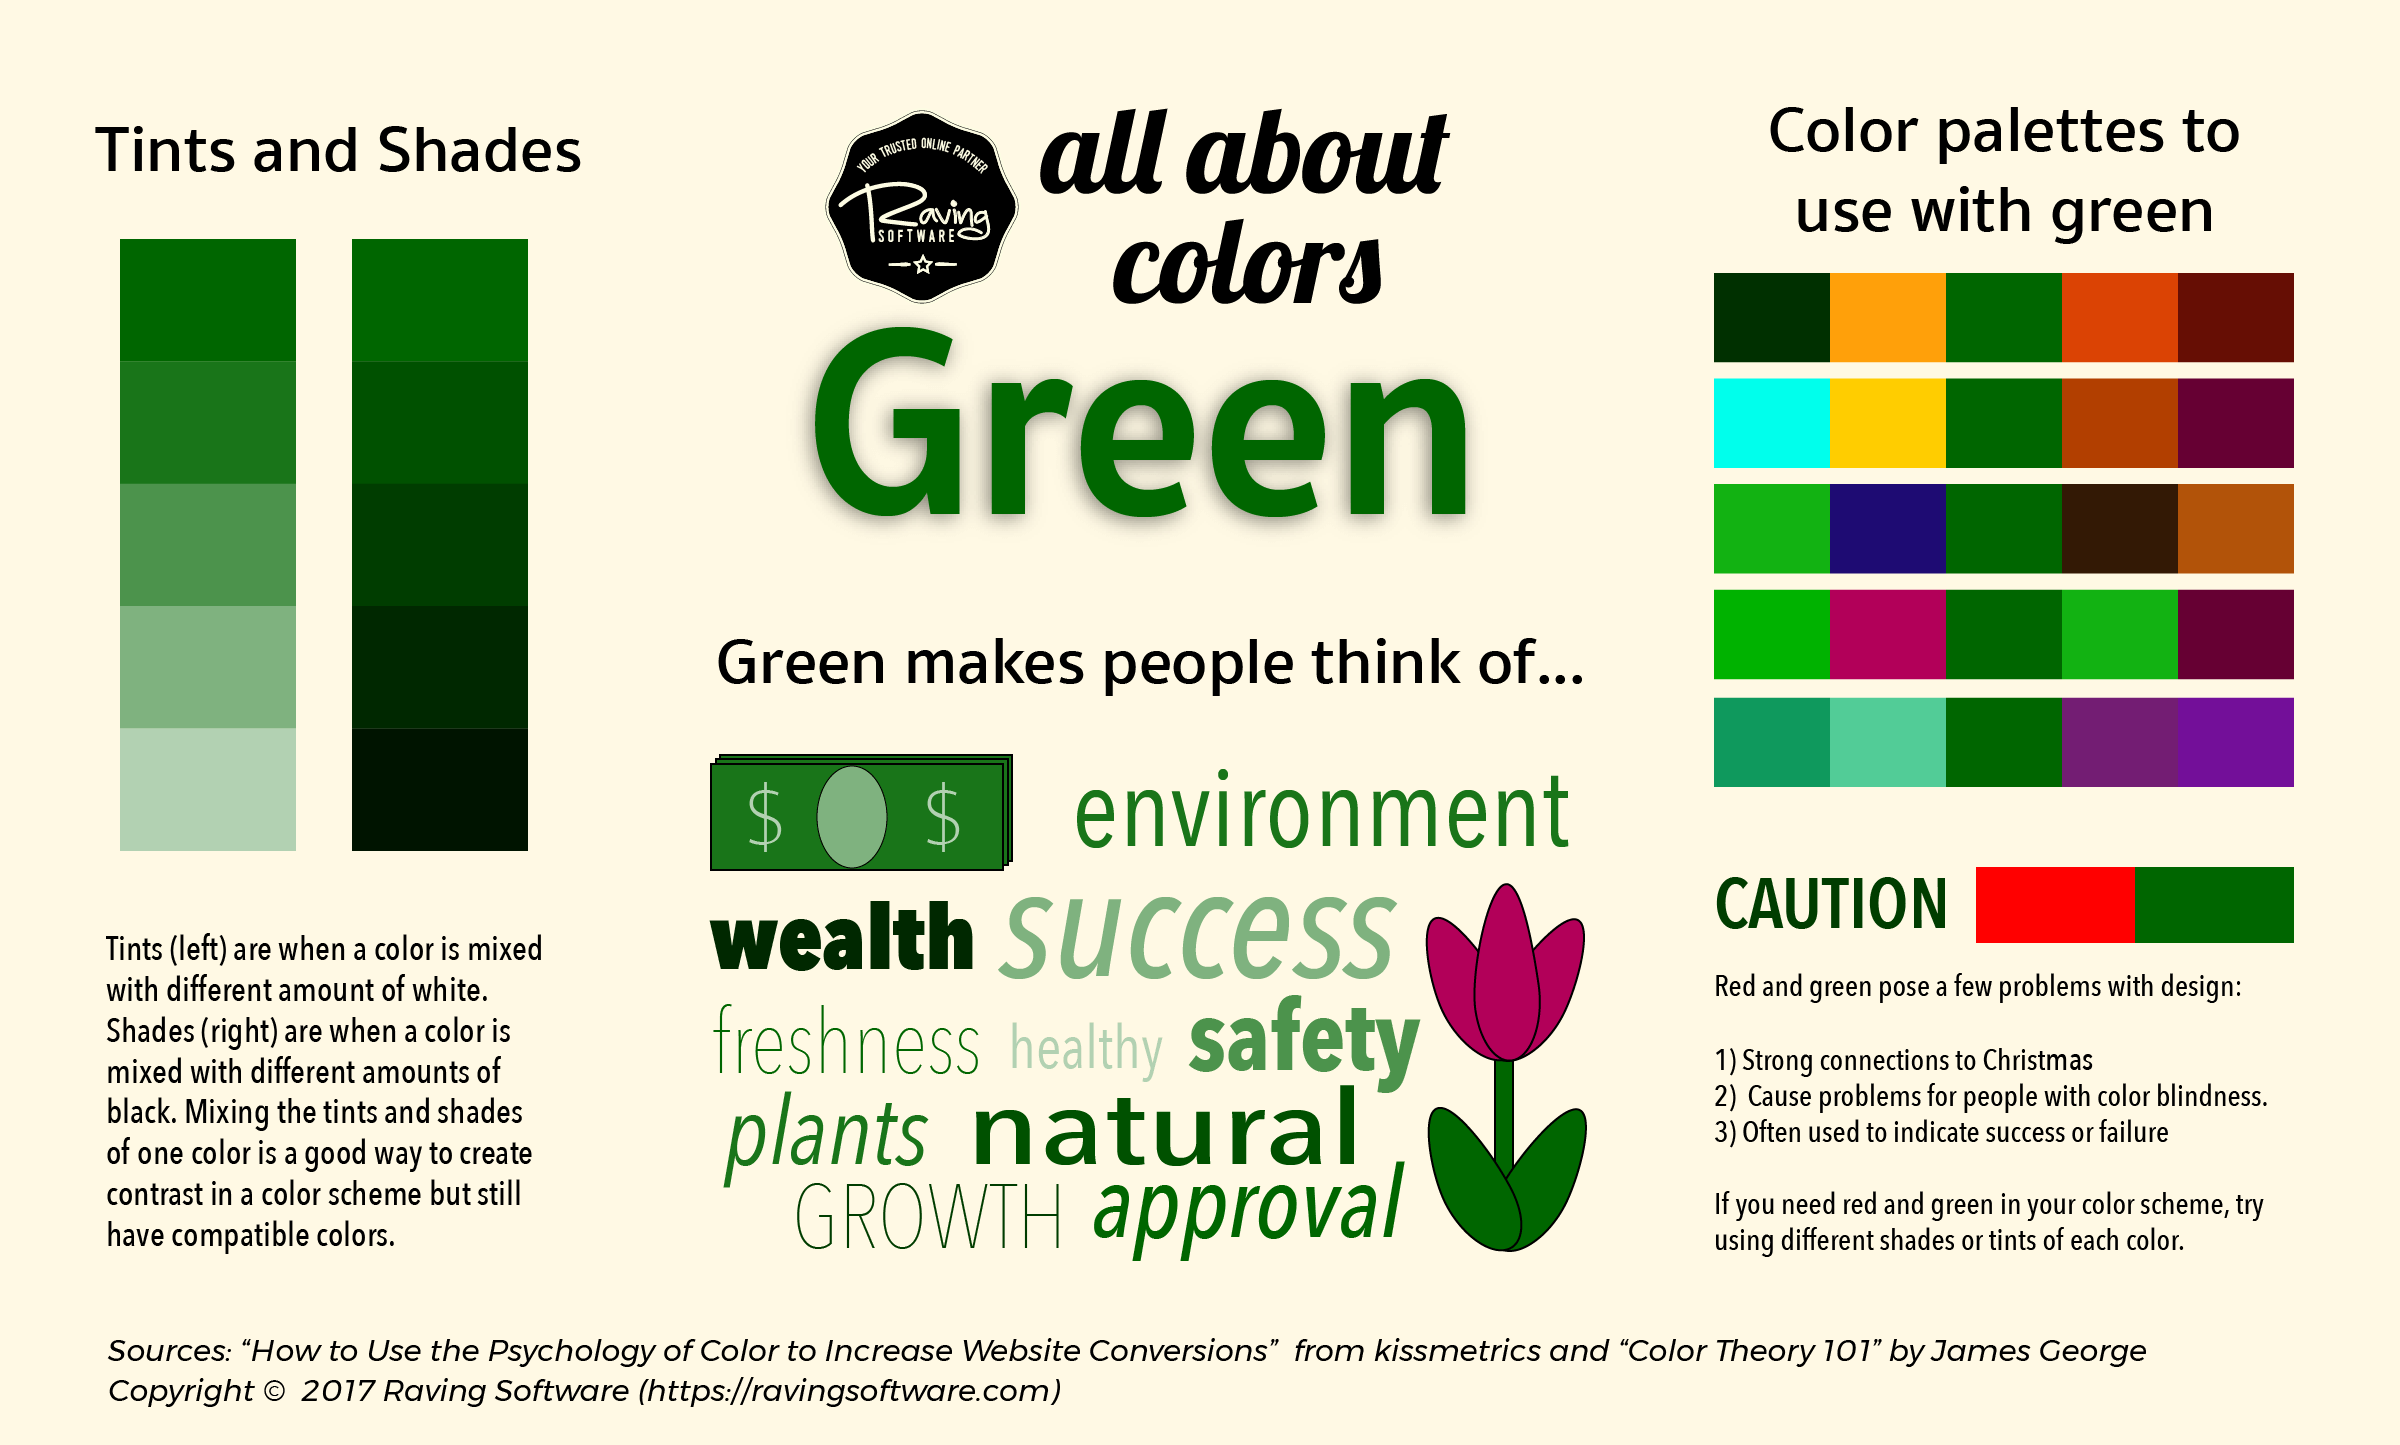 Tints and Shades
Tints (left) are when a color is mixed
with different amount of white.
Shades (right) are when a color is
mixed with different amounts of
black. Mixing the tints and shades
of one color is a good way to create
contrast in a color scheme but still
have compatible colors.
YOUR TRUSTED ONLINE PARTNER
Raving
SOFTWARE
all about
colors
Green
Green makes people think of...
$ $
environment
wealth success
freshness healthy safety
plants natural
GROWTH approval
Color palettes to
use with green
CAUTION
Red and green pose a few problems with design:
1) Strong connections to Christmas
2) Cause problems for people with color blindness.
3) Often used to indicate success or failure
If you need red and green in your color scheme, try
using different shades or tints of each color.
Sources: “How to Use the Psychology of Color to Increase Website Conversions” from kissmetrics and “Color Theory 101” by James George
Copyright © 2017 Raving Software (https://ravingsoftware.com)